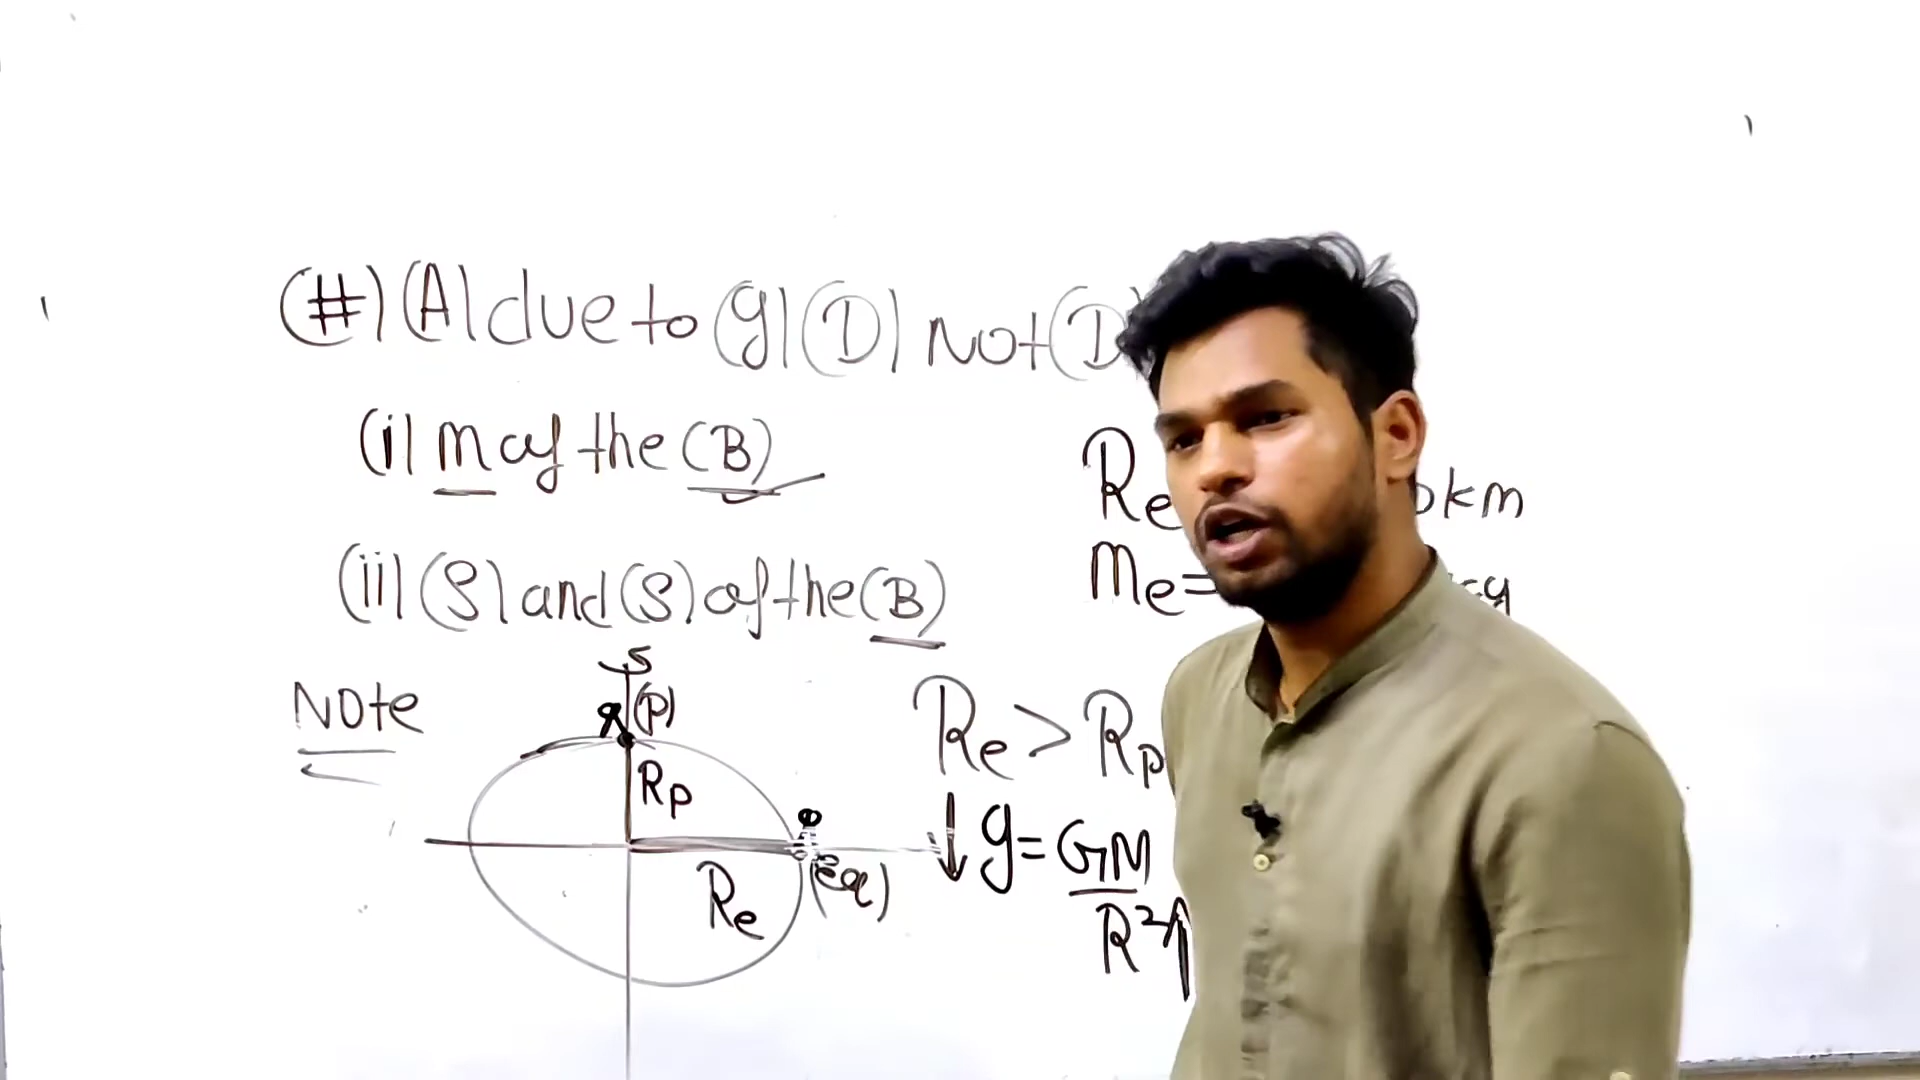 (#) (A) due to (g) (D) not (D)
(i) m of the (B)
(ii) (S) and (S) of the (B)
Re km
Me=
Note
(P)
Rp
Re
(eq)
Re > Rp
↓ g = GM
R²↑